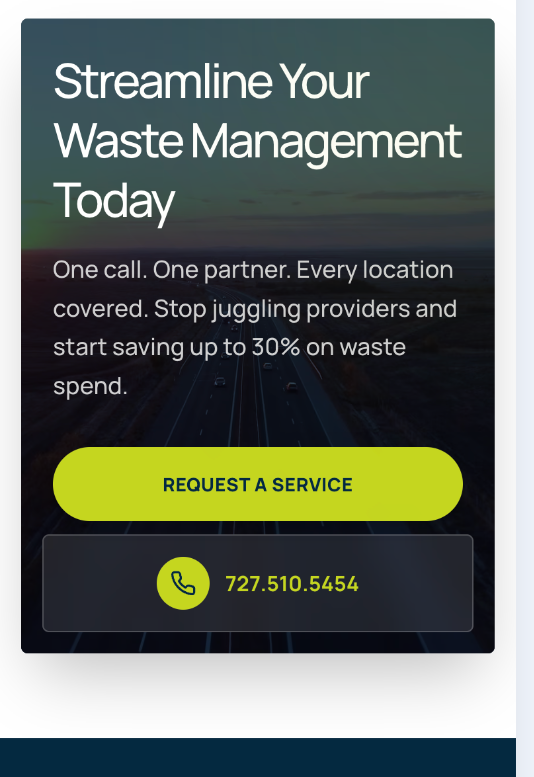 Streamline Your
Waste Management
Today
One call. One partner. Every location
covered. Stop juggling providers and
start saving up to 30% on waste
spend.
REQUEST A SERVICE
727.510.5454